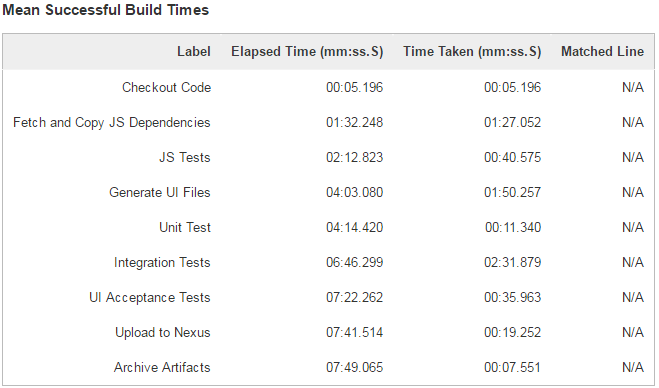 Mean Successful Build Times
Label Elapsed Time (mm:ss.S) Time Taken (mm:ss.S) Matched Line
Checkout Code 00:05.196 00:05.196 N/A
Fetch and Copy JS Dependencies 01:32.248 01:27.052 N/A
JS Tests 02:12.823 00:40.575 N/A
Generate UI Files 04:03.080 01:50.257 N/A
Unit Test 04:14.420 00:11.340 N/A
Integration Tests 06:46.299 02:31.879 N/A
UI Acceptance Tests 07:22.262 00:35.963 N/A
Upload to Nexus 07:41.514 00:19.252 N/A
Archive Artifacts 07:49.065 00:07.551 N/A